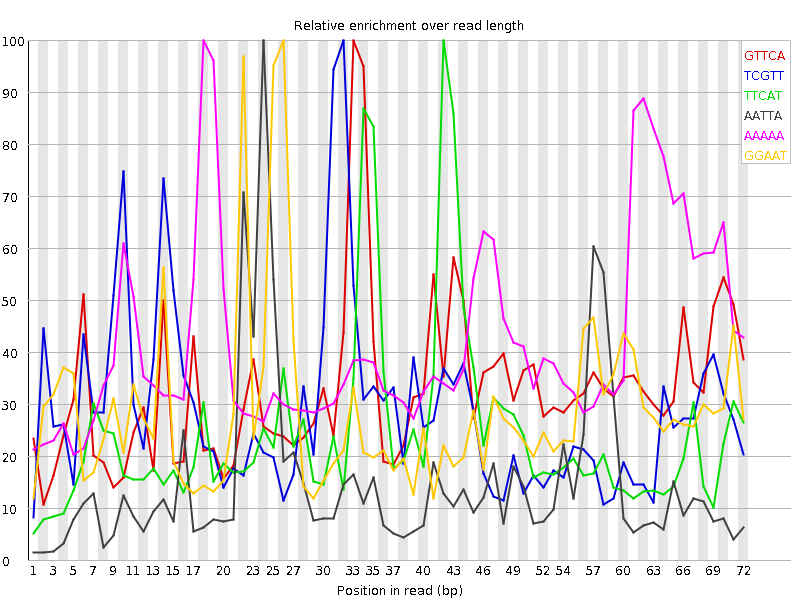 Relative enrichment over read length
100
90
80
70
60
50
40
30
20
10
0
GTTCA
TCGTT
TTCAT
AATTA
AAAAA
GGAAT
1 3 5 7 9 11 13 15 17 20 23 25 27 30 33 35 37 40 43 46 49 52 54 57 60 63 66 69 72
Position in read (bp)